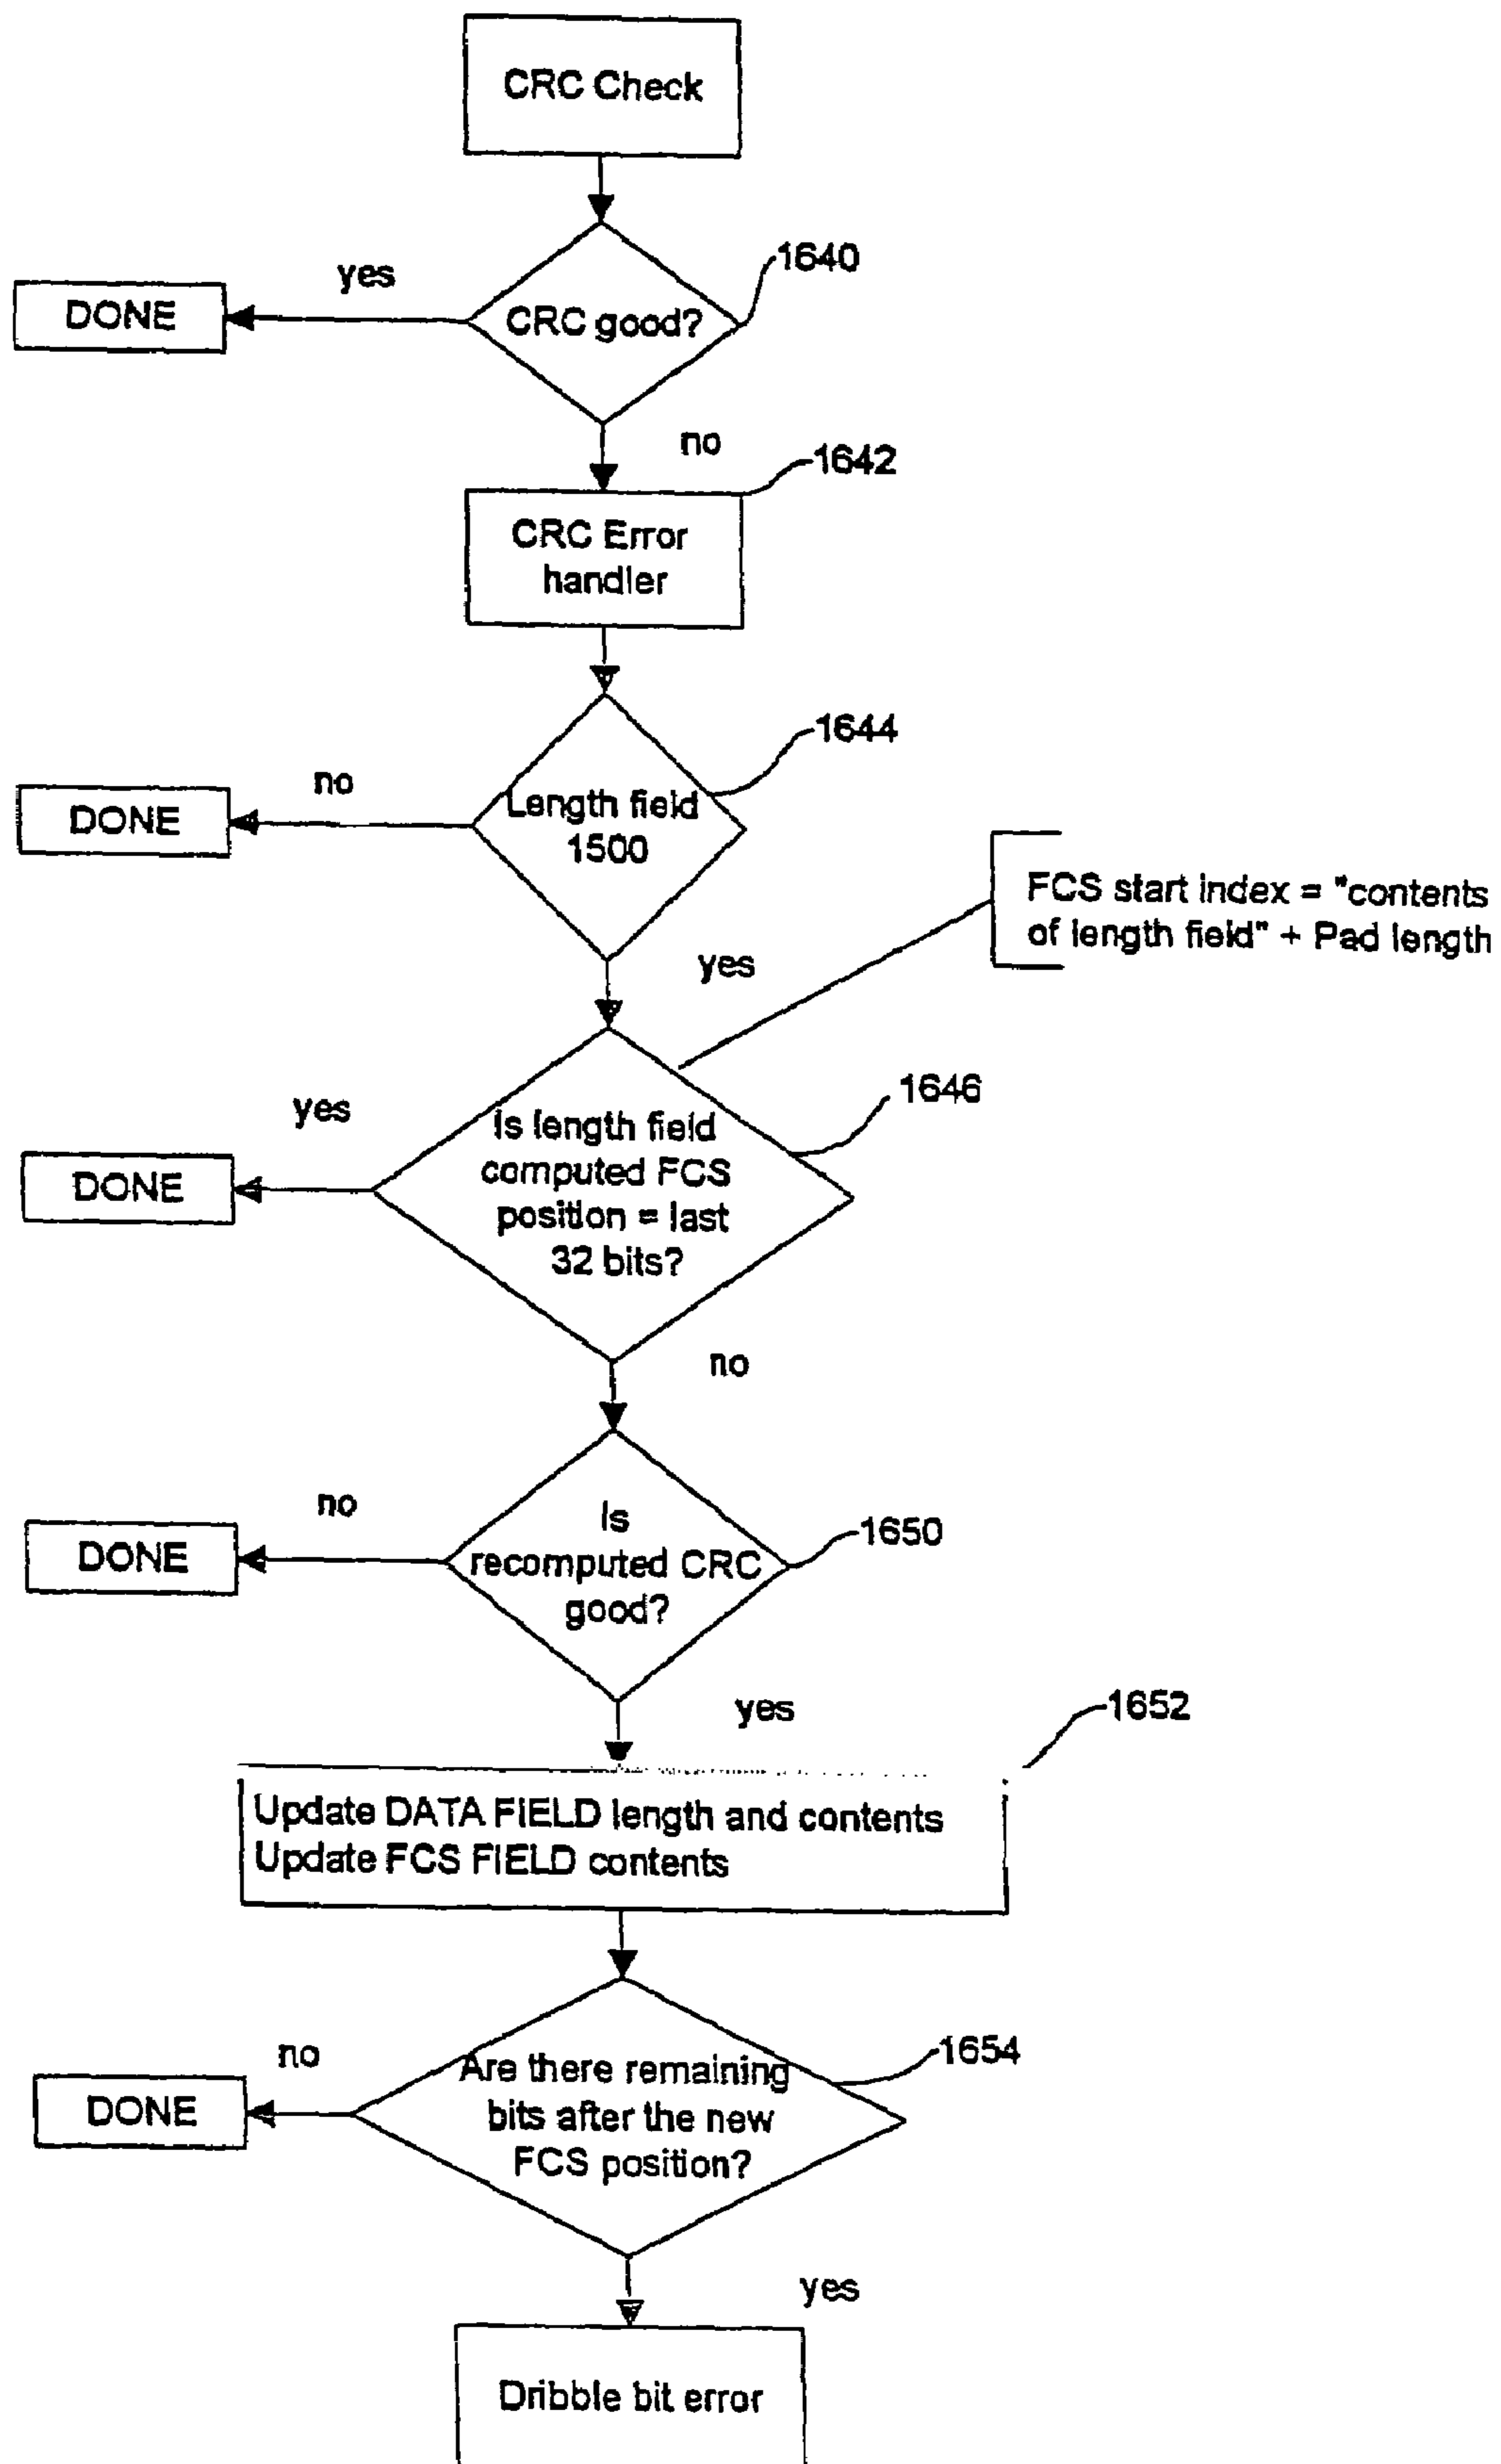 CRC Check
yes
1640
DONE
CRC good?
no
1642
CRC Error
handler
1644
no
DONE
Length field
1500
FCS start index = "contents
of length field" + Pad length
yes
1646
yes
Is length field
computed FCS
position = last
32 bits?
DONE
no
no
1650
DONE
Is
recomputed CRC
good?
yes
1652
Update DATA FIELD length and contents
Update FCS FIELD contents
no
1654
DONE
Are there remaining
bits after the new
FCS position?
yes
Dribble bit error